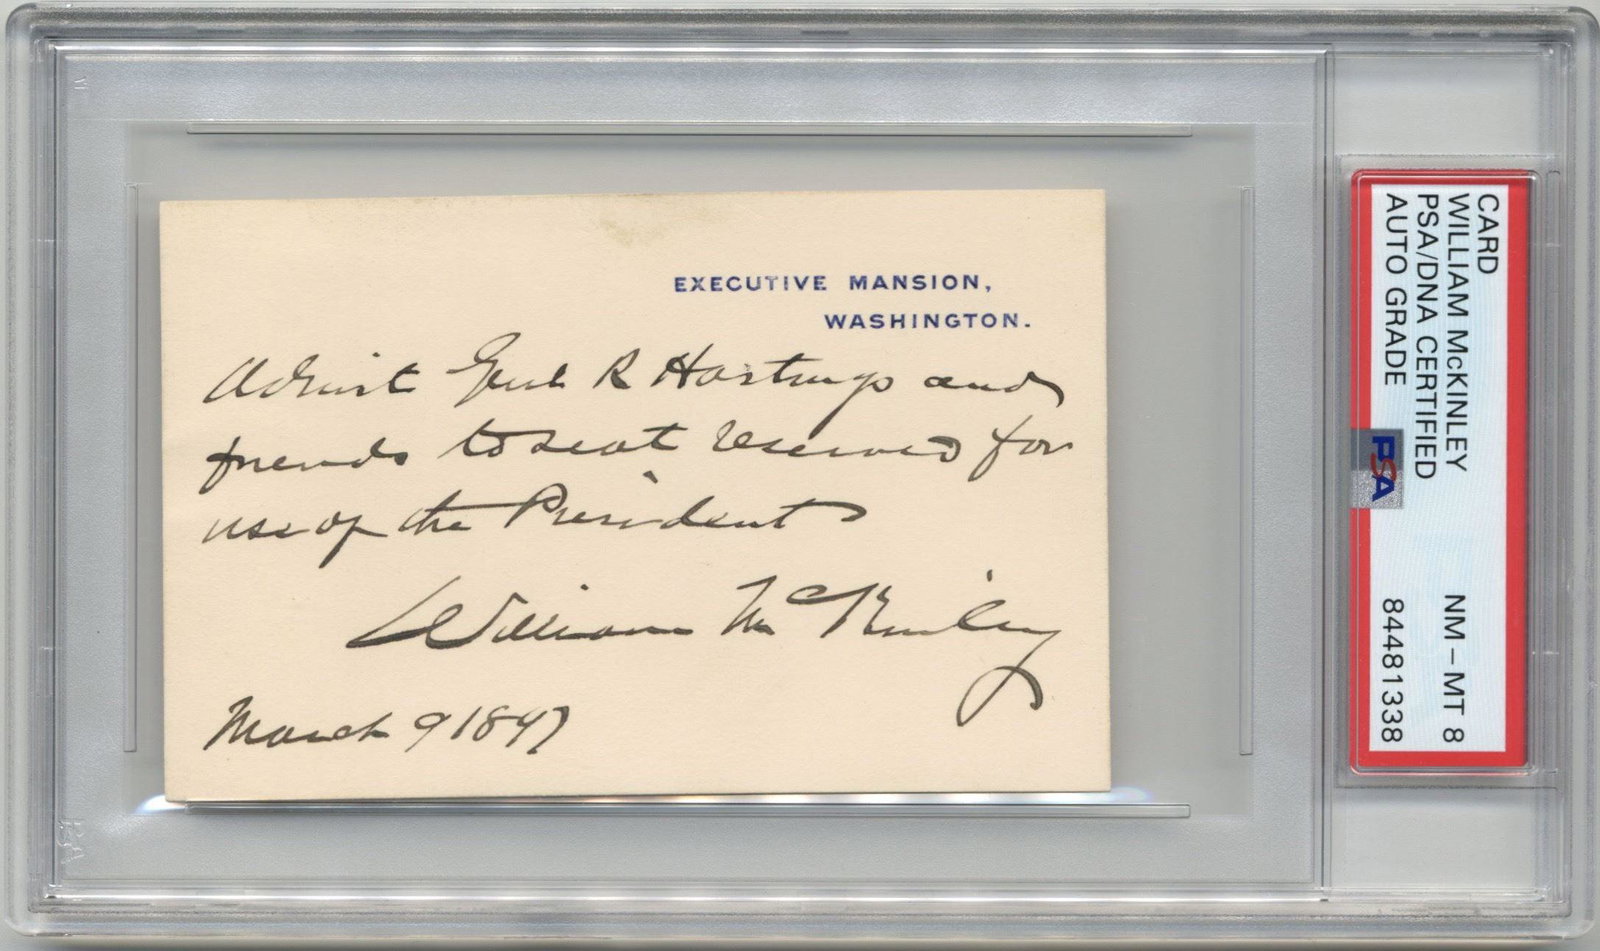 EXECUTIVE MANSION,
WASHINGTON.
Admit Genl R Hastings and
friends to seat reserved for
use of the President
William McKinley
March 9 1897
CARD
WILLIAM McKINLEY
PSA/DNA CERTIFIED
AUTO GRADE
NM-MT 8
84481338
PSA